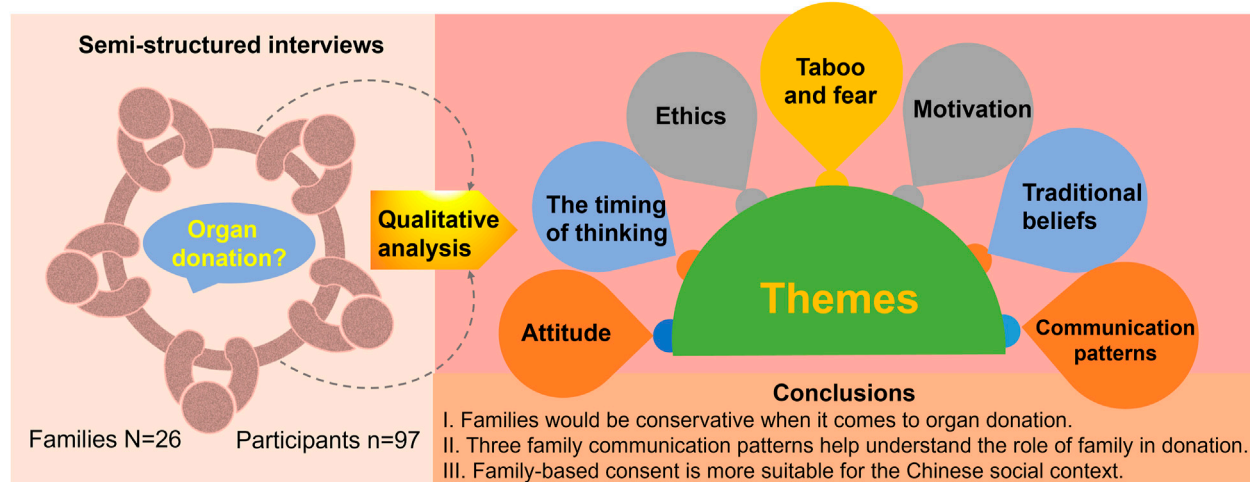 Semi-structured interviews
Organ
donation?
Families N=26
Participants n=97
Qualitative
analysis
Attitude
The timing
of thinking
Ethics
Taboo
and fear
Motivation
Traditional
beliefs
Communication
patterns
Themes
Conclusions
I. Families would be conservative when it comes to organ donation.
II. Three family communication patterns help understand the role of family in donation.
III. Family-based consent is more suitable for the Chinese social context.